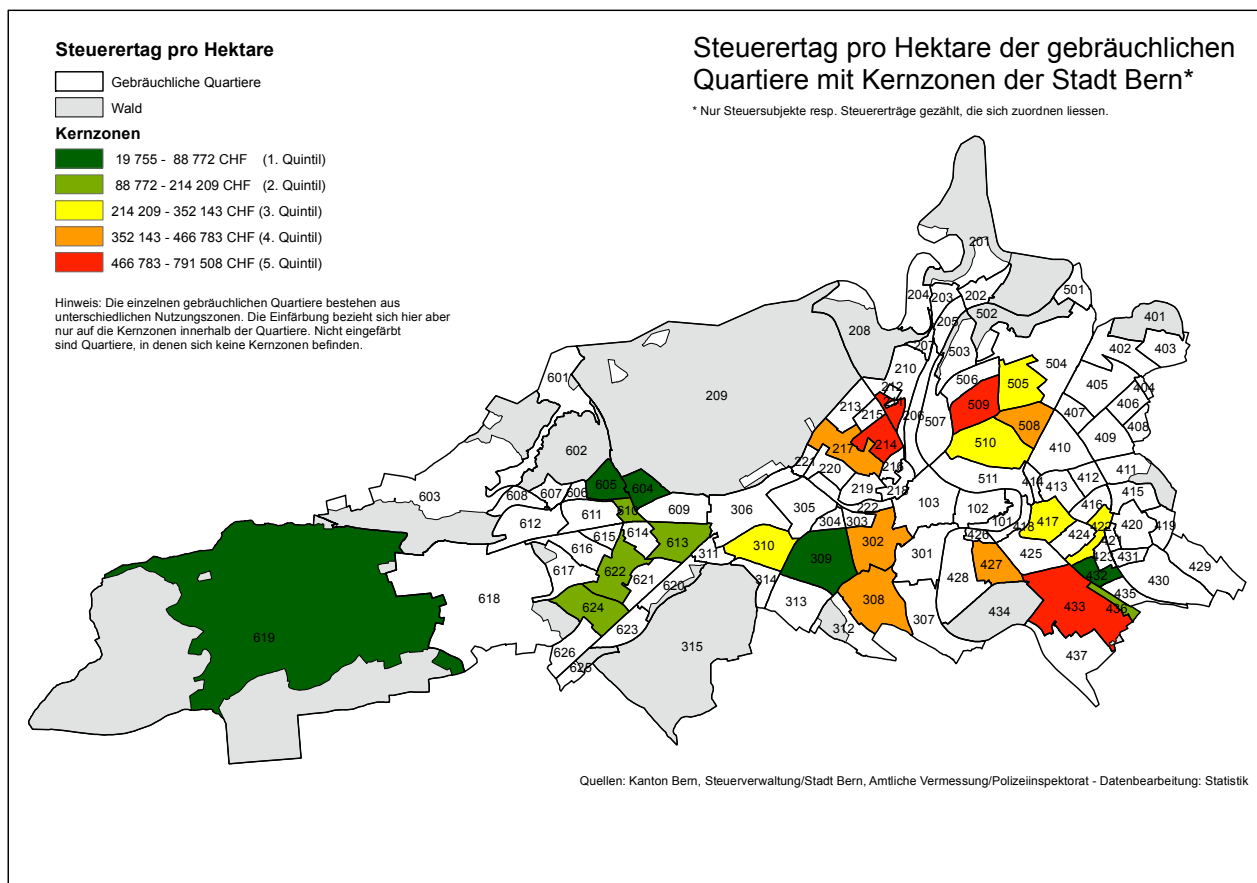 Steuerertag pro Hektare
Gebräuchliche Quartiere
Wald
Kernzonen
19 755 - 88 772 CHF (1. Quintil)
88 772 - 214 209 CHF (2. Quintil)
214 209 - 352 143 CHF (3. Quintil)
352 143 - 466 783 CHF (4. Quintil)
466 783 - 791 508 CHF (5. Quintil)
Hinweis: Die einzelnen gebräuchlichen Quartiere bestehen aus
unterschiedlichen Nutzungszonen. Die Einfärbung bezieht sich hier aber
nur auf die Kernzonen innerhalb der Quartiere. Nicht eingefärbt
sind Quartiere, in denen sich keine Kernzonen befinden.
Steuerertag pro Hektare der gebräuchlichen
Quartiere mit Kernzonen der Stadt Bern*
* Nur Steuersubjekte resp. Steuererträge gezählt, die sich zuordnen liessen.
201
204 203 202 501
205 502 401
208 207 503 504 402 403
210
601 506 505 405 404
209 212 211 509 407 406
213 215 206 507 508 408
217 214 510 410 409
602 221 220 216
605 604 219 218 511 414 412 411
603 608 607 606 610 609 306 305 222 103 102 413 415
612 611 304 303 101 418 417 416 422 420 419
615 614 613 310 309 302 426 424 421
616 311 301 425 423 431 429
617 622 621 620 314 427 432 430
618 624 313 308 428 433 435
619 623 312 307 434 436
626 625 315 437
Quellen: Kanton Bern, Steuerverwaltung/Stadt Bern, Amtliche Vermessung/Polizeiinspektorat - Datenbearbeitung: Statistik